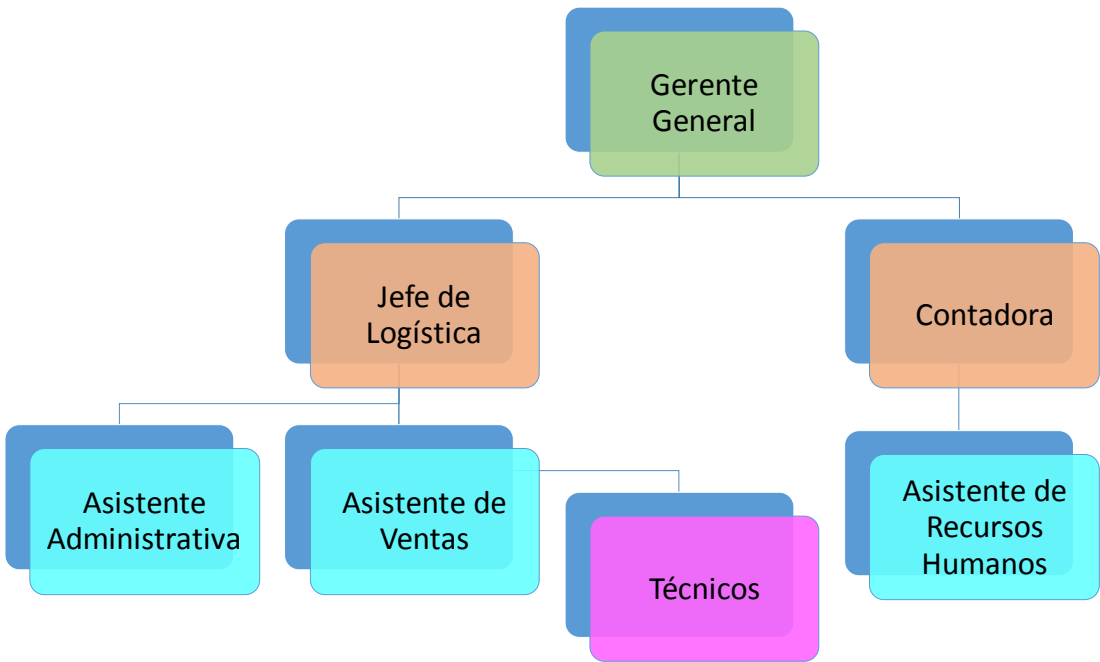 Gerente
General
Jefe de
Logística
Contadora
Asistente
Administrativa
Asistente de
Ventas
Técnicos
Asistente de
Recursos
Humanos